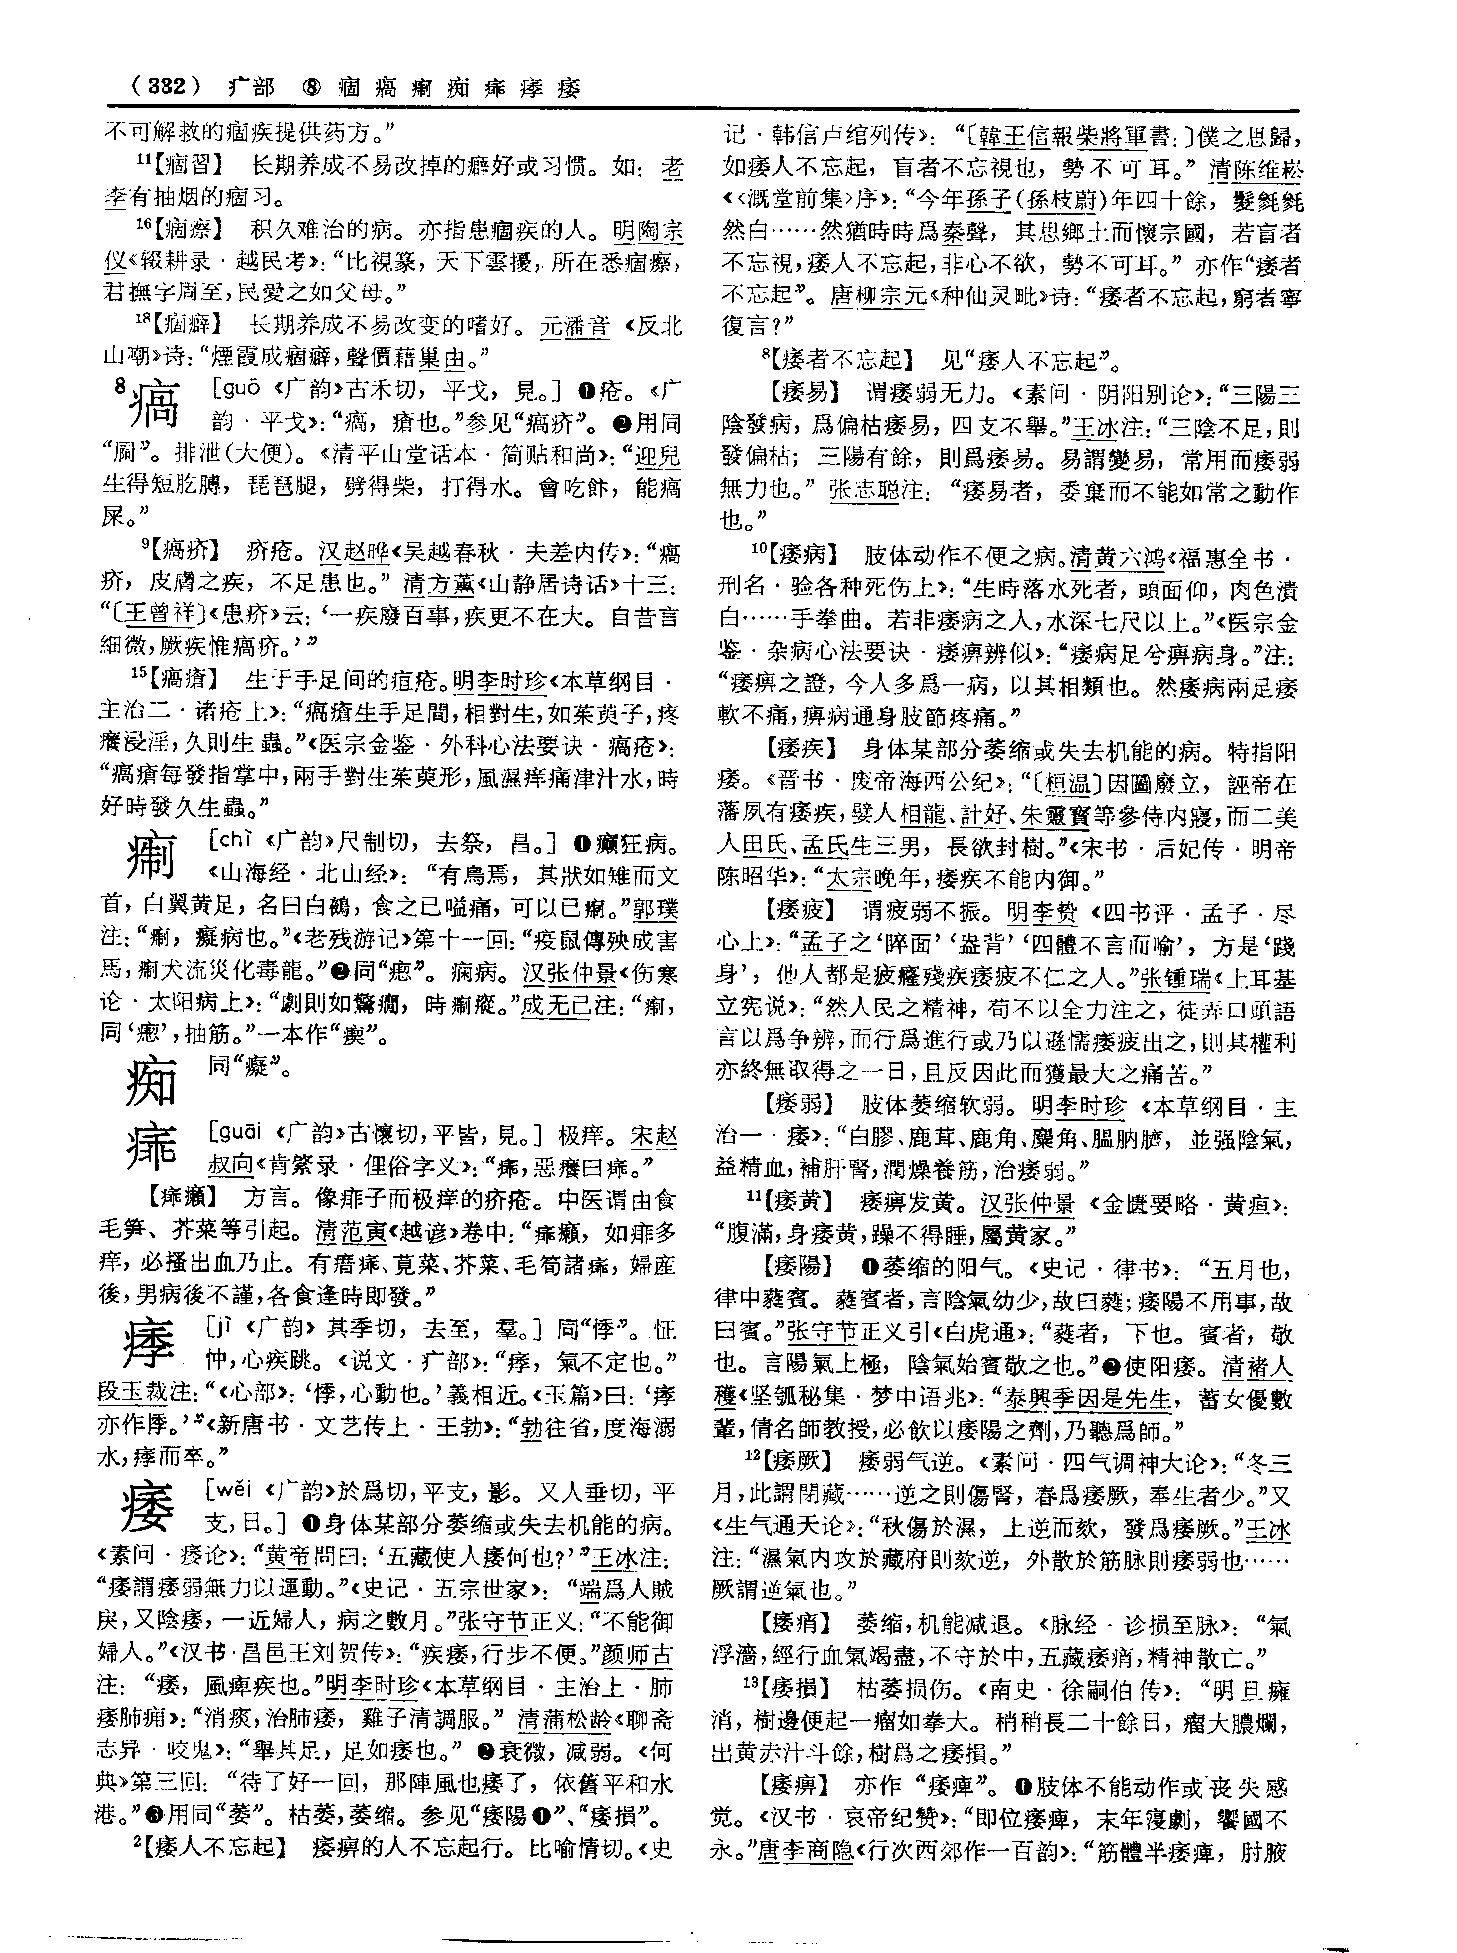 （332） 疒部 ⑧ 痼 㾐 瘛 痴 𤷒 痵 痿
不可解救的痼疾提供药方。”
¹¹【痼習】 长期养成不易改掉的癖好或习惯。如：老
李有抽烟的痼习。
¹⁶【痼瘵】 积久难治的病。亦指患痼疾的人。明陶宗
仪《辍耕录·越民考》：“比視篆，天下雲擾，所在悉痼瘵，
君撫字周至，民愛之如父母。”
¹⁸【痼癖】 长期养成不易改变的嗜好。元潘音《反北
山嘲》诗：“煙霞成痼癖，聲價藉巢由。”
⁸ [guō《广韵》古禾切，平戈，見。] ❶疮。《广
韵·平戈》：“瘑，瘡也。”参见“瘑疥”。❷用同
“屙”。排泄（大便）。《清平山堂话本·简贴和尚》：“迎兒
生得短肐膊，琵琶腿，劈得柴，打得水。會吃飰，能瘑
屎。”
⁹【瘑疥】 疥疮。汉赵晔《吴越春秋·夫差内传》：“瘑
疥，皮膚之疾，不足患也。”清方薰《山静居诗话》十三：
“〔王曾祥〕《患疥》云：‘一疾廢百事，疾更不在大。自昔言
細微，厥疾惟瘑疥。’”
¹⁵【瘑瘡】 生于手足间的疽疮。明李时珍《本草纲目·
主治二·诸疮上》：“瘑瘡生手足間，相對生，如茱萸子，疼
癢浸淫，久則生蟲。”《医宗金鉴·外科心法要诀·瘑疮》：
“瘑瘡每發指掌中，兩手對生茱萸形，風濕痒痛津汁水，時
好時發久生蟲。”
痸 [chì《广韵》尺制切，去祭，昌。] ❶癫狂病。
《山海经·北山经》：“有鳥焉，其狀如雉而文
首，白翼黄足，名曰白鵺，食之已嗌痛，可以已痸。”郭璞
注：“痸，癡病也。”《老残游记》第十一回：“疫鼠傳殃成害
馬，痸犬流災化毒龍。”❷同“瘛”。痫病。汉张仲景《伤寒
论·太阳病上》：“劇則如驚癇，時痸瘲。”成无己注：“痸，
同‘瘛’，抽筋。”一本作“瘈”。
痴 同“癡”。
[guāi《广韵》古懷切，平皆，見。] 极痒。宋赵
叔向《肯綮录·俚俗字义》：“㾩，惡癢曰㾩。”
【㾩癩】 方言。像痱子而极痒的疥疮。中医谓由食
毛笋、芥菜等引起。清范寅《越谚》卷中：“㾩癩，如痱多
痒，必搔出血乃止。有瘄㾩、莧菜、芥菜、毛筍諸㾩，婦産
後，男病後不謹，各食逢時即發。”
痵 [jì《广韵》其季切，去至，羣。] 同“悸”。怔
忡，心疾跳。《说文·疒部》：“痵，氣不定也。”
段玉裁注：“《心部》：‘悸，心動也。’義相近。《玉篇》曰：‘痵
亦作悸。’”《新唐书·文艺传上·王勃》：“勃往省，度海溺
水，痵而卒。”
痿 [wěi《广韵》於爲切，平支，影。又人垂切，平
支，日。] ❶身体某部分萎缩或失去机能的病。
《素问·痿论》：“黄帝問曰：‘五藏使人痿何也？’”王冰注：
“痿謂痿弱無力以運動。”《史记·五宗世家》：“端爲人賊
戾，又陰痿，一近婦人，病之數月。”张守节正义：“不能御
婦人。”《汉书·昌邑王刘贺传》：“疾痿，行步不便。”颜师古
注：“痿，風痺疾也。”明李时珍《本草纲目·主治上·肺
痿肺痈》：“消痰，治肺痿，雞子清調服。”清蒲松龄《聊斋
志异·咬鬼》：“舉其足，足如痿也。”❷衰微，减弱。《何
典》第三回：“待了好一回，那陣風也痿了，依舊平和水
港。”❸用同“萎”。枯萎，萎缩。参见“痿陽❶”、“痿損”。
²【痿人不忘起】 痿痹的人不忘起行。比喻情切。《史
记·韩信卢绾列传》：“〔韓王信報柴將軍書：〕僕之思歸，
如痿人不忘起，盲者不忘視也，勢不可耳。”清陈维崧
《〈溉堂前集〉序》：“今年孫子（孫枝蔚）年四十餘，髮毿毿
然白……然猶時時爲秦聲，其思鄉土而懷宗國，若盲者
不忘視，痿人不忘起，非心不欲，勢不可耳。”亦作“痿者
不忘起”。唐柳宗元《种仙灵毗》诗：“痿者不忘起，窮者寧
復言？”
⁸【痿者不忘起】 见“痿人不忘起”。
【痿易】 谓痿弱无力。《素问·阴阳别论》：“三陽三
陰發病，爲偏枯痿易，四支不舉。”王冰注：“三陰不足，則
發偏枯；三陽有餘，則爲痿易。易謂變易，常用而痿弱
無力也。”张志聪注：“痿易者，委棄而不能如常之動作
也。”
¹⁰【痿病】 肢体动作不便之病。清黄六鸿《福惠全书·
刑名·验各种死伤上》：“生時落水死者，頭面仰，肉色潰
白……手拳曲。若非痿病之人，水深七尺以上。”《医宗金
鉴·杂病心法要诀·痿痹辨似》：“痿病足兮痹病身。”注：
“痿痹之證，今人多爲一病，以其相類也。然痿病兩足痿
軟不痛，痹病通身肢節疼痛。”
【痿疾】 身体某部分萎缩或失去机能的病。特指阳
痿。《晋书·废帝海西公纪》：“〔桓温〕因圖廢立，誣帝在
藩夙有痿疾，嬖人相龍、計好、朱靈寶等參侍内寢，而二美
人田氏、孟氏生三男，長欲封樹。”《宋书·后妃传·明帝
陈昭华》：“太宗晚年，痿疾不能内御。”
【痿疲】 谓疲弱不振。明李贽《四书评·孟子·尽
心上》：“孟子之‘睟面’‘盎背’‘四體不言而喻’，方是‘踐
身’，他人都是疲癃殘疾痿疲不仁之人。”张锺瑞《土耳基
立宪说》：“然人民之精神，苟不以全力注之，徒弄口頭語
言以爲争辨，而行爲進行或乃以遜懦痿疲出之，則其權利
亦終無取得之一日，且反因此而獲最大之痛苦。”
【痿弱】 肢体萎缩软弱。明李时珍《本草纲目·主
治一·痿》：“白膠、鹿茸、鹿角、麋角、膃肭臍，並强陰氣，
益精血，補肝腎，潤燥養筋，治痿弱。”
¹¹【痿黄】 痿痹发黄。汉张仲景《金匮要略·黄疸》：
“腹滿，身痿黄，躁不得睡，屬黄家。”
【痿陽】 ❶萎缩的阳气。《史记·律书》：“五月也，
律中蕤賓。蕤賓者，言陰氣幼少，故曰蕤；痿陽不用事，故
曰賓。”张守节正义引《白虎通》：“蕤者，下也。賓者，敬
也。言陽氣上極，陰氣始賓敬之也。”❷使阳痿。清褚人
穫《坚瓠秘集·梦中语兆》：“泰興季因是先生，蓄女優數
輩，倩名師教授，必飲以痿陽之劑，乃聽爲師。”
¹²【痿厥】 痿弱气逆。《素问·四气调神大论》：“冬三
月，此謂閉藏……逆之則傷腎，春爲痿厥，奉生者少。”又
《生气通天论》：“秋傷於濕，上逆而欬，發爲痿厥。”王冰
注：“濕氣内攻於藏府則欬逆，外散於筋脉則痿弱也……
厥謂逆氣也。”
【痿痟】 萎缩，机能减退。《脉经·诊损至脉》：“氣
浮濇，經行血氣竭盡，不守於中，五藏痿痟，精神散亡。”
¹³【痿損】 枯萎损伤。《南史·徐嗣伯传》：“明旦癰
消，樹邊便起一瘤如拳大。稍稍長二十餘日，瘤大膿爛，
出黄赤汁斗餘，樹爲之痿損。”
【痿痹】 亦作“痿痺”。❶肢体不能动作或丧失感
觉。《汉书·哀帝纪赞》：“即位痿痺，末年寖劇，饗國不
永。”唐李商隐《行次西郊作一百韵》：“筋體半痿痺，肘腋